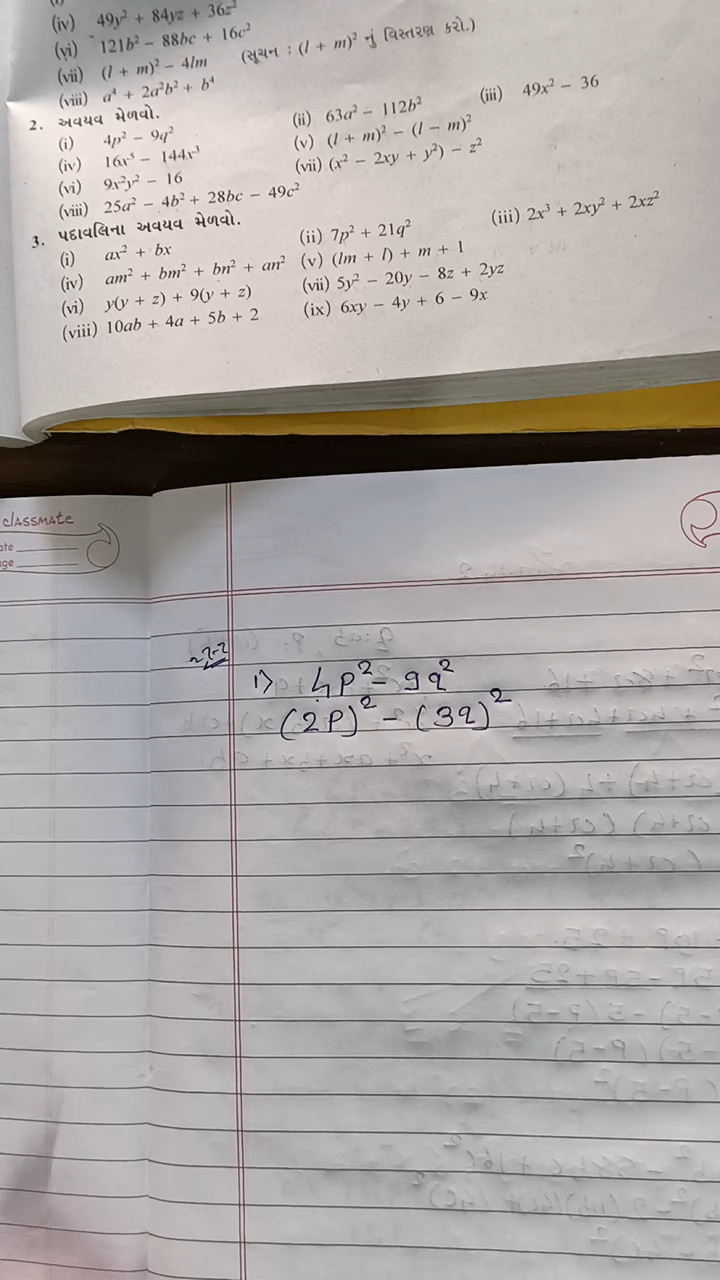 (iv) 49y² + 84yz + 36z²
(vi) 121b² − 88bc + 16c²
(vii) (l + m)² − 4lm (સૂચન : (l + m)² નું વિસ્તરણ કરો.)
(viii) a⁴ + 2a²b² + b⁴
2. અવયવ મેળવો.
(i) 4p² − 9q² (ii) 63a² − 112b² (iii) 49x² − 36
(iv) 16x⁵ − 144x³ (v) (l + m)² − (l − m)²
(vi) 9x²y² − 16 (vii) (x² − 2xy + y²) − z²
(viii) 25a² − 4b² + 28bc − 49c²
3. પદાવલિના અવયવ મેળવો.
(i) ax² + bx (ii) 7p² + 21q² (iii) 2x³ + 2xy² + 2xz²
(iv) am² + bm² + bn² + an² (v) (lm + l) + m + 1
(vi) y(y + z) + 9(y + z) (vii) 5y² − 20y − 8z + 2yz
(viii) 10ab + 4a + 5b + 2 (ix) 6xy − 4y + 6 − 9x
classmate
1) 4p² − 9q²
(2p)² − (3q)²